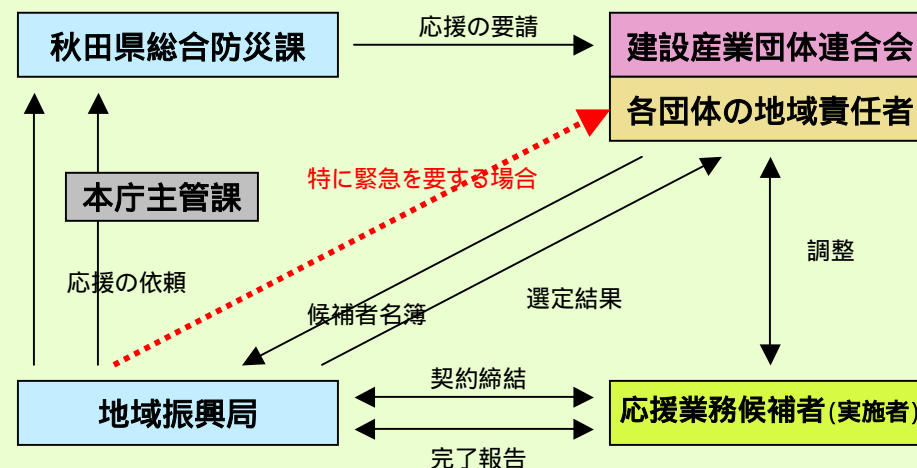 秋田県総合防災課
応援の要請
建設産業団体連合会
各団体の地域責任者
特に緊急を要する場合
本庁主管課
応援の依頼
候補者名簿
選定結果
調整
地域振興局
契約締結
完了報告
応援業務候補者(実施者)